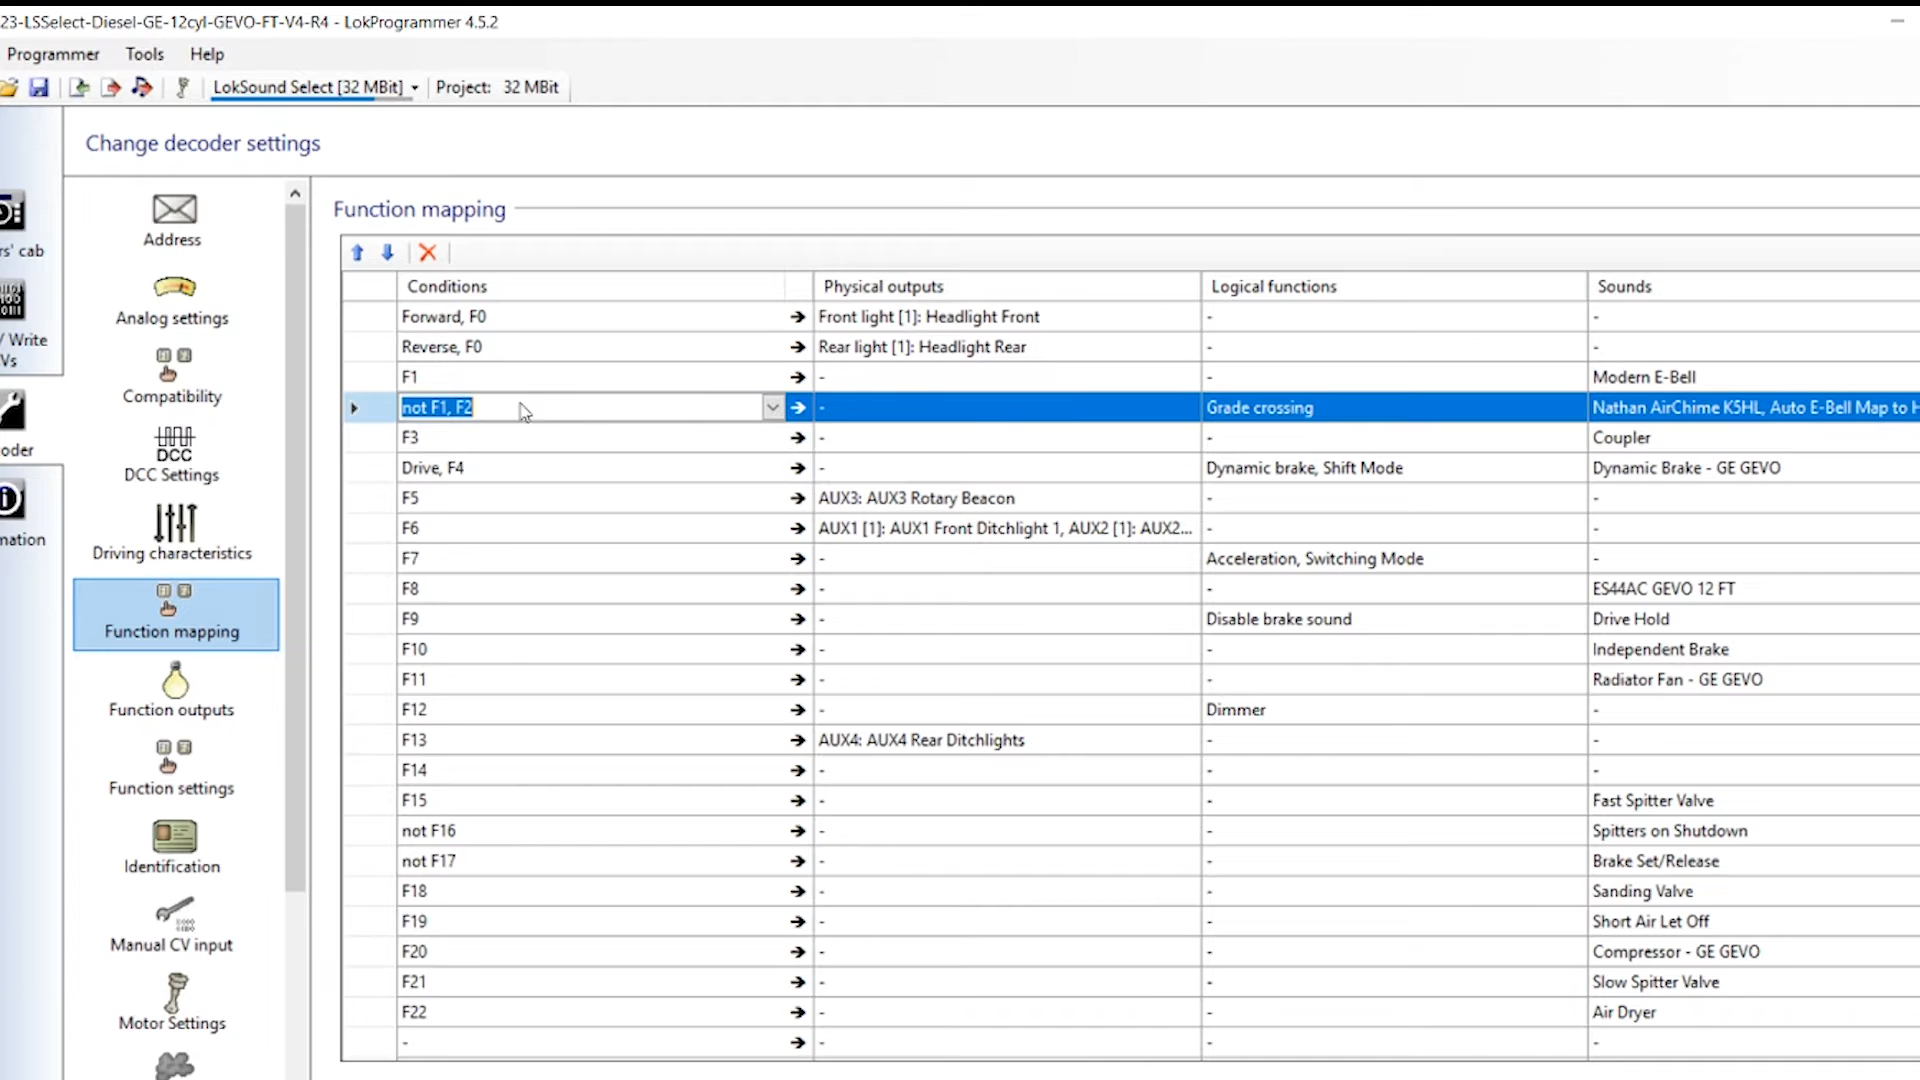 23-LSSelect-Diesel-GE-12cyl-GEVO-FT-V4-R4 - LokProgrammer 4.5.2
Programmer Tools Help
LokSound Select [32 MBit] Project: 32 MBit
Change decoder settings
rs' cab
/ Write
Vs
oder
mation
Address
Analog settings
Compatibility
DCC
DCC Settings
Driving characteristics
Function mapping
Function outputs
Function settings
Identification
Manual CV input
Motor Settings
Function mapping
Conditions Physical outputs Logical functions Sounds
Forward, F0 Front light [1]: Headlight Front - -
Reverse, F0 Rear light [1]: Headlight Rear - -
F1 - - Modern E-Bell
not F1, F2 - Grade crossing Nathan AirChime K5HL, Auto E-Bell Map to H
F3 - - Coupler
Drive, F4 - Dynamic brake, Shift Mode Dynamic Brake - GE GEVO
F5 AUX3: AUX3 Rotary Beacon - -
F6 AUX1 [1]: AUX1 Front Ditchlight 1, AUX2 [1]: AUX2... - -
F7 - Acceleration, Switching Mode -
F8 - - ES44AC GEVO 12 FT
F9 - Disable brake sound Drive Hold
F10 - - Independent Brake
F11 - - Radiator Fan - GE GEVO
F12 - Dimmer -
F13 AUX4: AUX4 Rear Ditchlights - -
F14 - - -
F15 - - Fast Spitter Valve
not F16 - - Spitters on Shutdown
not F17 - - Brake Set/Release
F18 - - Sanding Valve
F19 - - Short Air Let Off
F20 - - Compressor - GE GEVO
F21 - - Slow Spitter Valve
F22 - - Air Dryer
- - - -